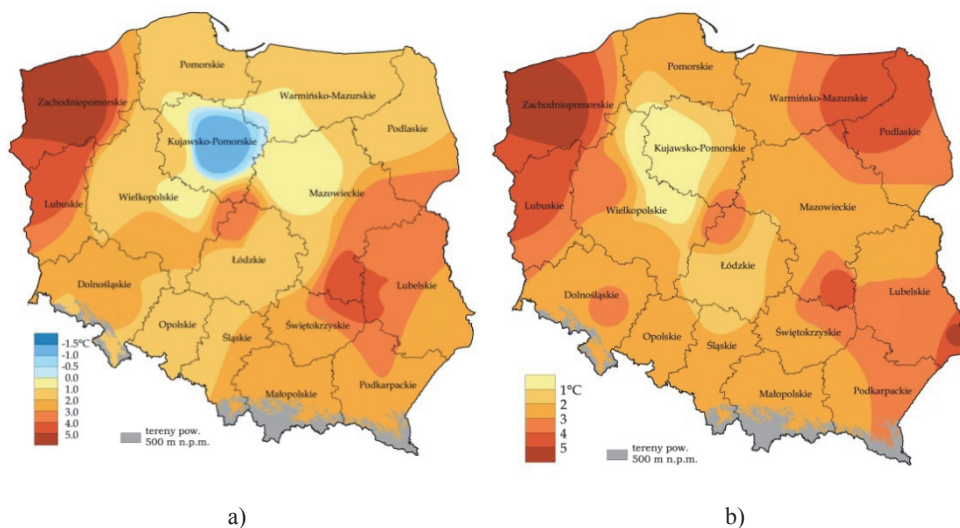 Pomorskie
Zachodniopomorskie
Warmińsko-Mazurskie
Podlaskie
Kujawsko-Pomorskie
Mazowieckie
Wielkopolskie
Lubuskie
Łódzkie
Lubelskie
Dolnośląskie
Świętokrzyskie
Opolskie
Śląskie
Małopolskie
Podkarpackie
-1.5°C
-1.0
-0.5
0.0
1.0
2.0
3.0
4.0
5.0
tereny pow.
500 m n.p.m.
a)
Pomorskie
Zachodniopomorskie
Warmińsko-Mazurskie
Podlaskie
Kujawsko-Pomorskie
Mazowieckie
Wielkopolskie
Lubuskie
Łódzkie
Lubelskie
Dolnośląskie
Świętokrzyskie
Opolskie
Śląskie
Małopolskie
Podkarpackie
1°C
2
3
4
5
tereny pow.
500 m n.p.m.
b)